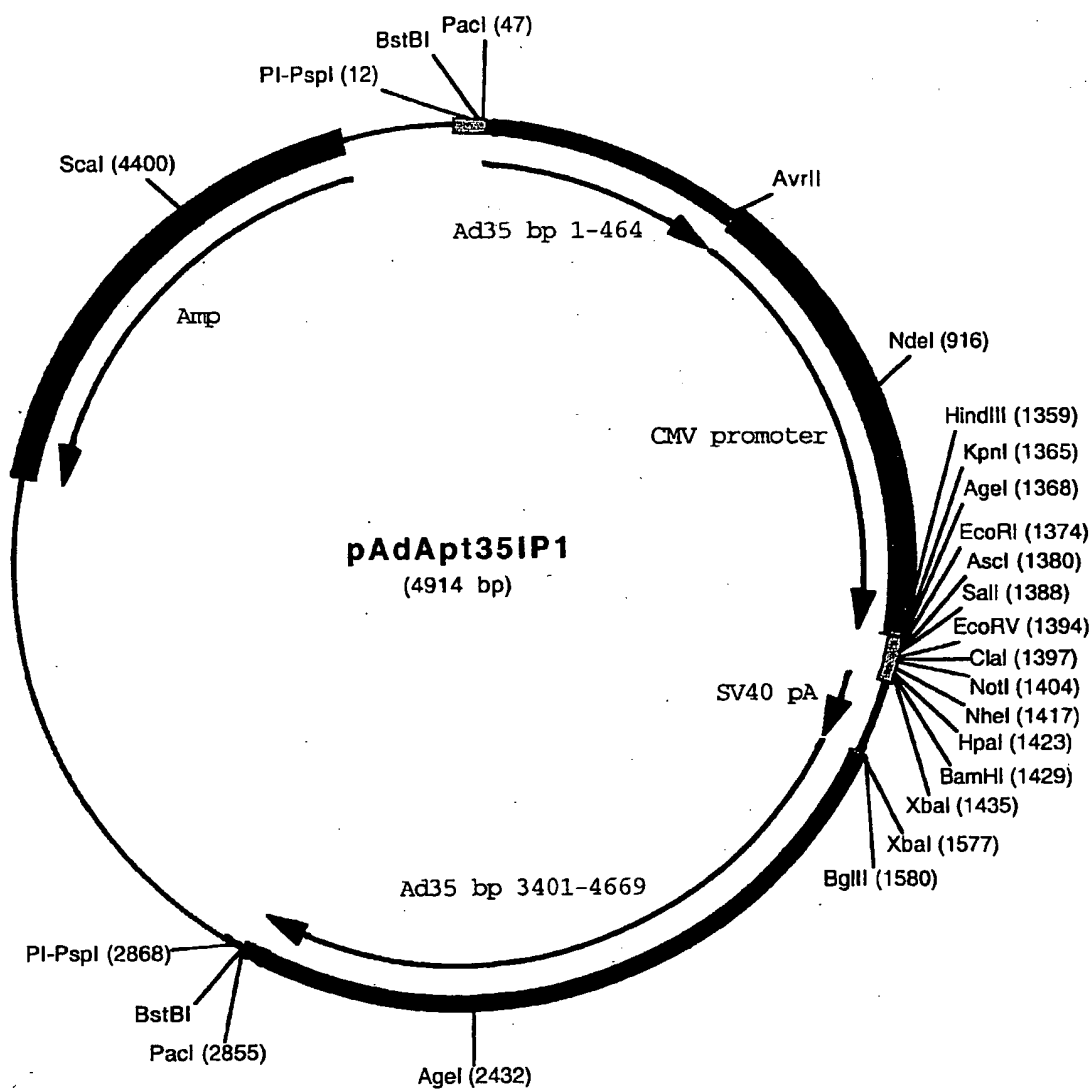 PacI (47)
BstBI
PI-PspI (12)
ScaI (4400)
AvrII
Ad35 bp 1-464
Amp
NdeI (916)
HindIII (1359)
CMV promoter
KpnI (1365)
AgeI (1368)
EcoRI (1374)
pAdApt35IP1
(4914 bp)
AscI (1380)
SalI (1388)
EcoRV (1394)
ClaI (1397)
NotI (1404)
SV40 pA
NheI (1417)
HpaI (1423)
BamHI (1429)
XbaI (1435)
XbaI (1577)
BglII (1580)
Ad35 bp 3401-4669
PI-PspI (2868)
BstBI
PacI (2855)
AgeI (2432)